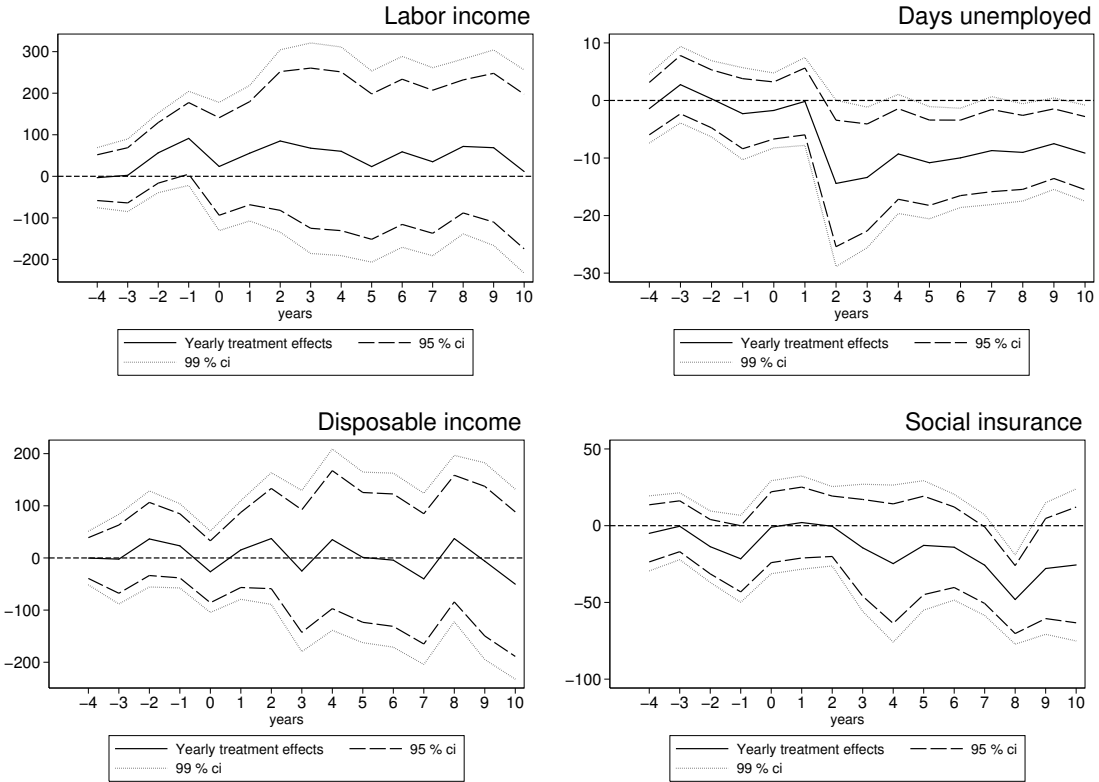 Labor income
300
200
100
0
−100
−200
−4 −3 −2 −1 0 1 2 3 4 5 6 7 8 9 10
years
Yearly treatment effects 95 % ci
99 % ci
Days unemployed
10
0
−10
−20
−30
−4 −3 −2 −1 0 1 2 3 4 5 6 7 8 9 10
years
Yearly treatment effects 95 % ci
99 % ci
Disposable income
200
100
0
−100
−200
−4 −3 −2 −1 0 1 2 3 4 5 6 7 8 9 10
years
Yearly treatment effects 95 % ci
99 % ci
Social insurance
50
0
−50
−100
−4 −3 −2 −1 0 1 2 3 4 5 6 7 8 9 10
years
Yearly treatment effects 95 % ci
99 % ci